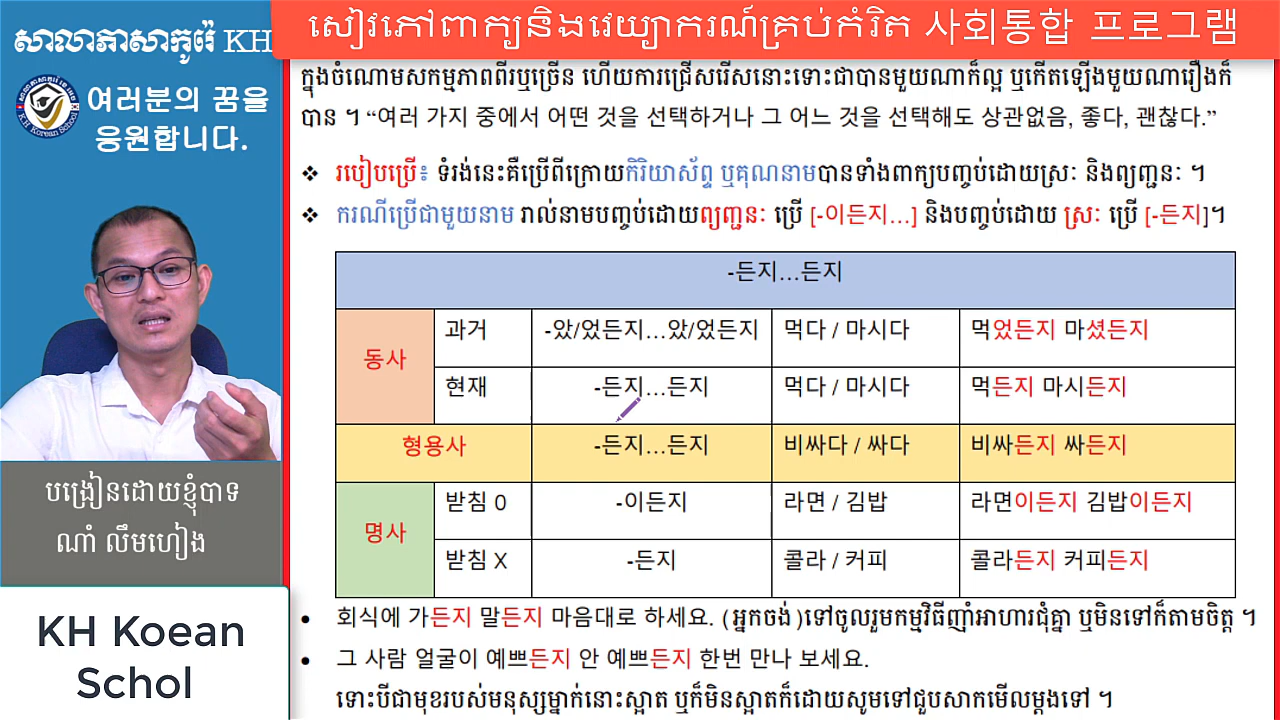 សាលាភាសាកូរ៉េ KH
សៀវភៅពាក្យនិងវេយ្យាករណ៍គ្រប់កំរិត 사회통합 프로그램
여러분의 꿈을
응원합니다.
ក្នុងចំណោមសកម្មភាពពីរឬច្រើន ហើយការជ្រើសរើសនោះទោះជាបានមួយណាក៏ល្អ ឬកើតឡើងមួយណារឿងក៏
បាន ។ “여러 가지 중에서 어떤 것을 선택하거나 그 어느 것을 선택해도 상관없음, 좋다, 괜찮다.”
❖ របៀបប្រើ៖ ទំរង់នេះគឺប្រើពីក្រោយកិរិយាស័ព្ទ ឬគុណនាមបានទាំងពាក្យបញ្ចប់ដោយស្រៈ និងព្យញ្ជនៈ ។
❖ ករណីប្រើជាមួយនាម រាល់នាមបញ្ចប់ដោយព្យញ្ជនៈ ប្រើ [-이든지…] និងបញ្ចប់ដោយ ស្រៈ ប្រើ [-든지]។
-든지…든지
동사 과거 -았/었든지…았/었든지 먹다 / 마시다 먹었든지 마셨든지
현재 -든지…든지 먹다 / 마시다 먹든지 마시든지
형용사 -든지…든지 비싸다 / 싸다 비싸든지 싸든지
명사 받침 0 -이든지 라면 / 김밥 라면이든지 김밥이든지
받침 X -든지 콜라 / 커피 콜라든지 커피든지
• 회식에 가든지 말든지 마음대로 하세요. (អ្នកចង់)ទៅចូលរួមកម្មវិធីញ៉ាំអាហារជុំគ្នា ឬមិនទៅក៏តាមចិត្ត ។
• 그 사람 얼굴이 예쁘든지 안 예쁘든지 한번 만나 보세요.
ទោះបីជាមុខរបស់មនុស្សម្នាក់នោះស្អាត ឬក៏មិនស្អាតក៏ដោយសូមទៅជួបសាកមើលម្ដងទៅ ។
បង្រៀនដោយខ្ញុំបាទ
ណាំ លឹមហៀង
KH Koean
Schol